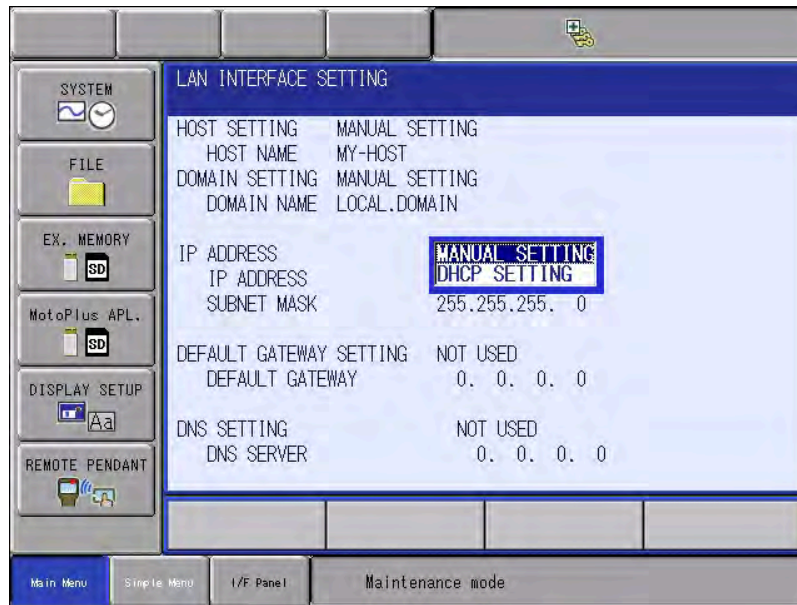 SYSTEM
FILE
EX. MEMORY
SD
MotoPlus APL.
SD
DISPLAY SETUP
Aa
REMOTE PENDANT
LAN INTERFACE SETTING
HOST SETTING MANUAL SETTING
HOST NAME MY-HOST
DOMAIN SETTING MANUAL SETTING
DOMAIN NAME LOCAL.DOMAIN
IP ADDRESS MANUAL SETTING
IP ADDRESS DHCP SETTING
SUBNET MASK 255.255.255. 0
DEFAULT GATEWAY SETTING NOT USED
DEFAULT GATEWAY 0. 0. 0. 0
DNS SETTING NOT USED
DNS SERVER 0. 0. 0. 0
Main Menu Simple Menu I/F Panel Maintenance mode